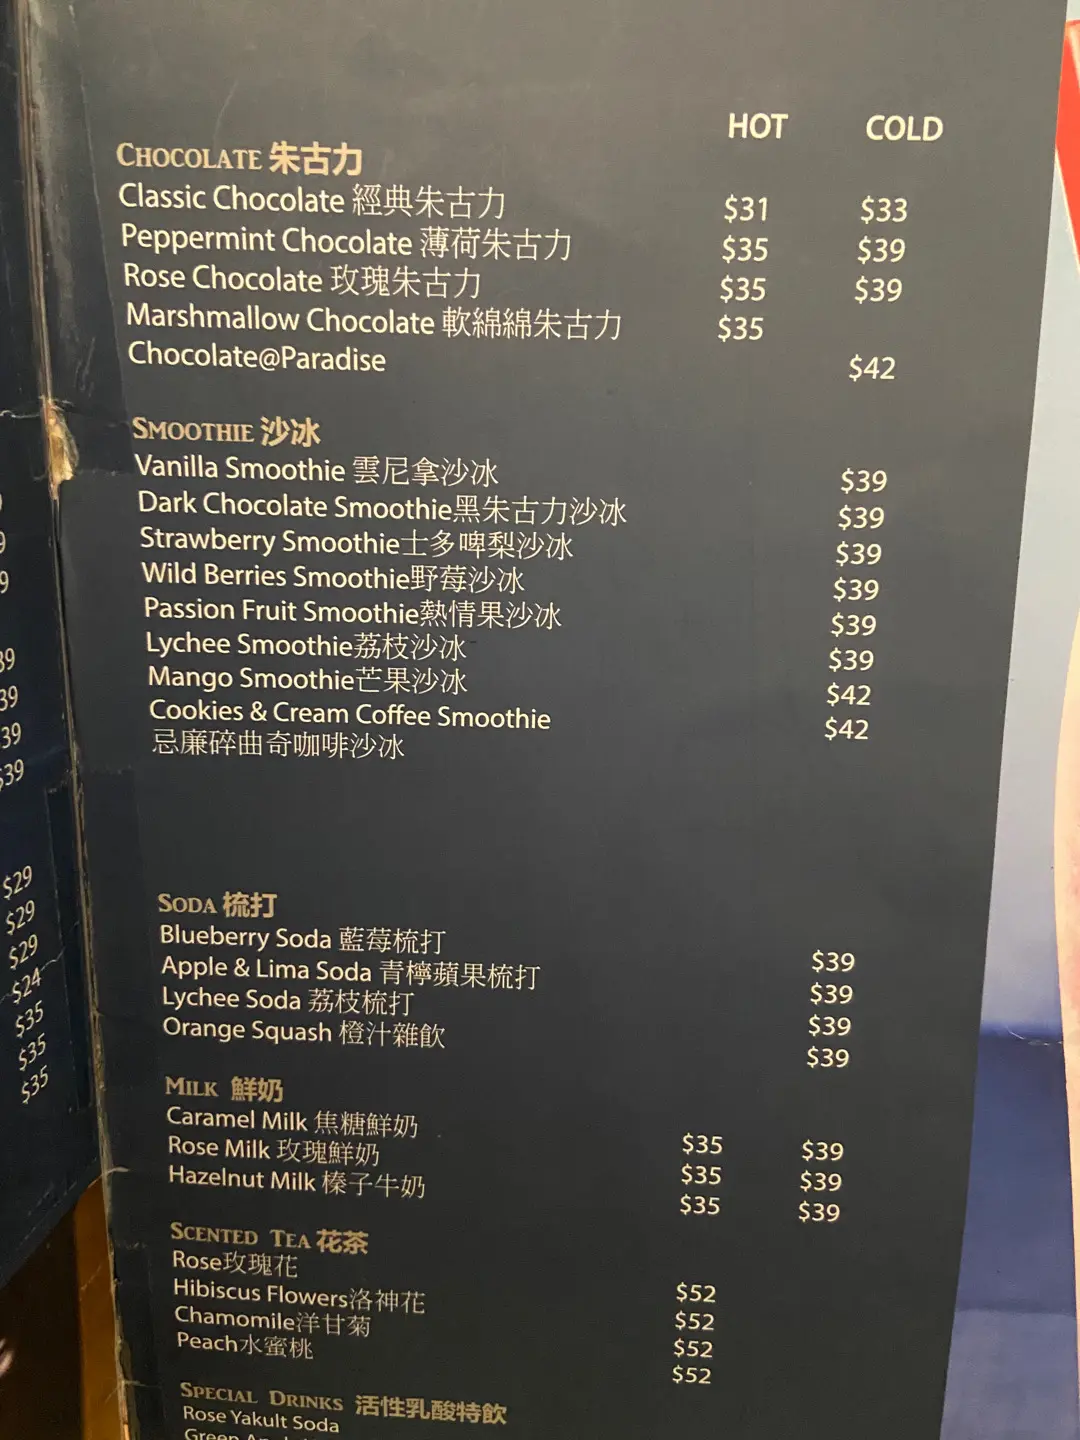 HOT COLD
CHOCOLATE 朱古力
Classic Chocolate 經典朱古力 $31 $33
Peppermint Chocolate 薄荷朱古力 $35 $39
Rose Chocolate 玫瑰朱古力 $35 $39
Marshmallow Chocolate 軟綿綿朱古力 $35
Chocolate@Paradise $42
SMOOTHIE 沙冰
Vanilla Smoothie 雲尼拿沙冰 $39
Dark Chocolate Smoothie黑朱古力沙冰 $39
Strawberry Smoothie士多啤梨沙冰 $39
Wild Berries Smoothie野莓沙冰 $39
Passion Fruit Smoothie熱情果沙冰 $39
Lychee Smoothie荔枝沙冰 $39
Mango Smoothie芒果沙冰 $42
Cookies & Cream Coffee Smoothie $42
忌廉碎曲奇咖啡沙冰
SODA 梳打
Blueberry Soda 藍莓梳打 $39
Apple & Lima Soda 青檸蘋果梳打 $39
Lychee Soda 荔枝梳打 $39
Orange Squash 橙汁雜飲 $39
MILK 鮮奶
Caramel Milk 焦糖鮮奶 $35 $39
Rose Milk 玫瑰鮮奶 $35 $39
Hazelnut Milk 榛子牛奶 $35 $39
SCENTED TEA 花茶
Rose玫瑰花 $52
Hibiscus Flowers洛神花 $52
Chamomile洋甘菊 $52
Peach水蜜桃 $52
SPECIAL DRINKS 活性乳酸特飲
Rose Yakult Soda
$39
$29
$29
$29
$24
$35
$35
$35